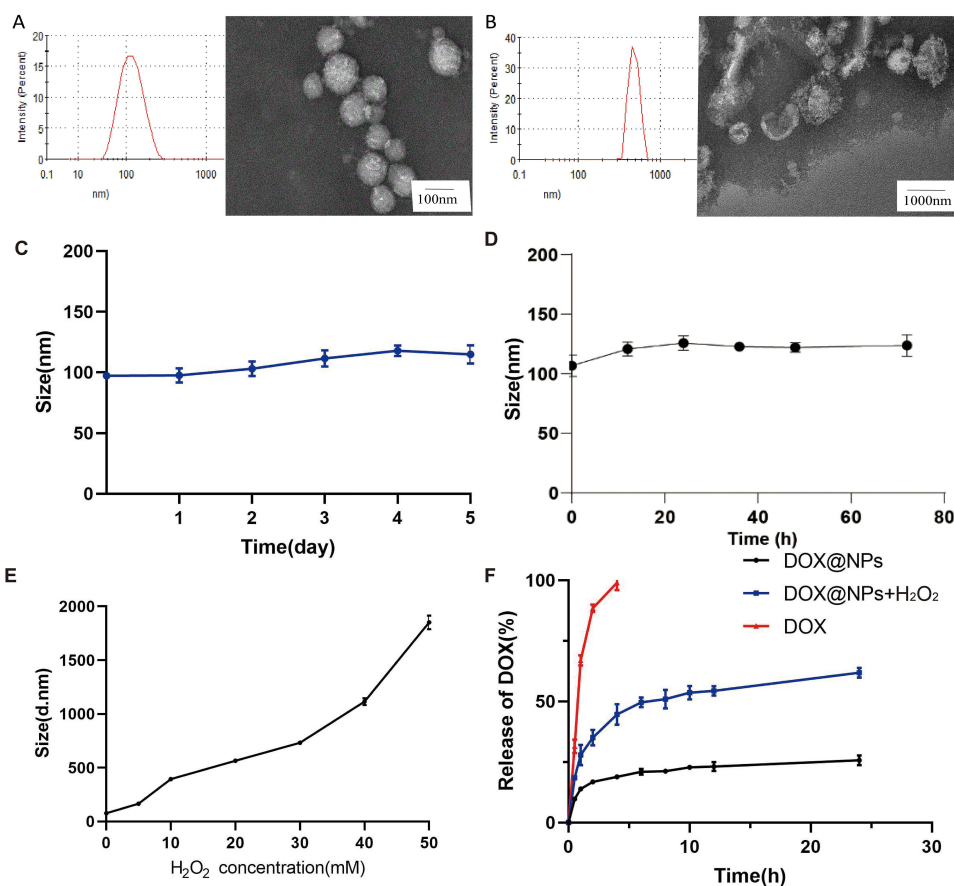 A
Intensity (Percent)
20
15
10
5
0
0.1
10
100
1000
nm)
100nm
B
Intensity (Percent)
40
30
20
10
0
0.1
10
1000
nm)
1000nm
C
Size(nm)
200
150
100
50
0
1
2
3
4
5
Time(day)
D
Size(nm)
200
150
100
50
0
0
20
40
60
80
Time (h)
E
Size(d.nm)
2000
1500
1000
500
0
0
10
20
30
40
50
H₂O₂ concentration(mM)
F
DOX@NPs
DOX@NPs+H₂O₂
DOX
Release of DOX(%)
100
50
0
0
10
20
30
Time(h)